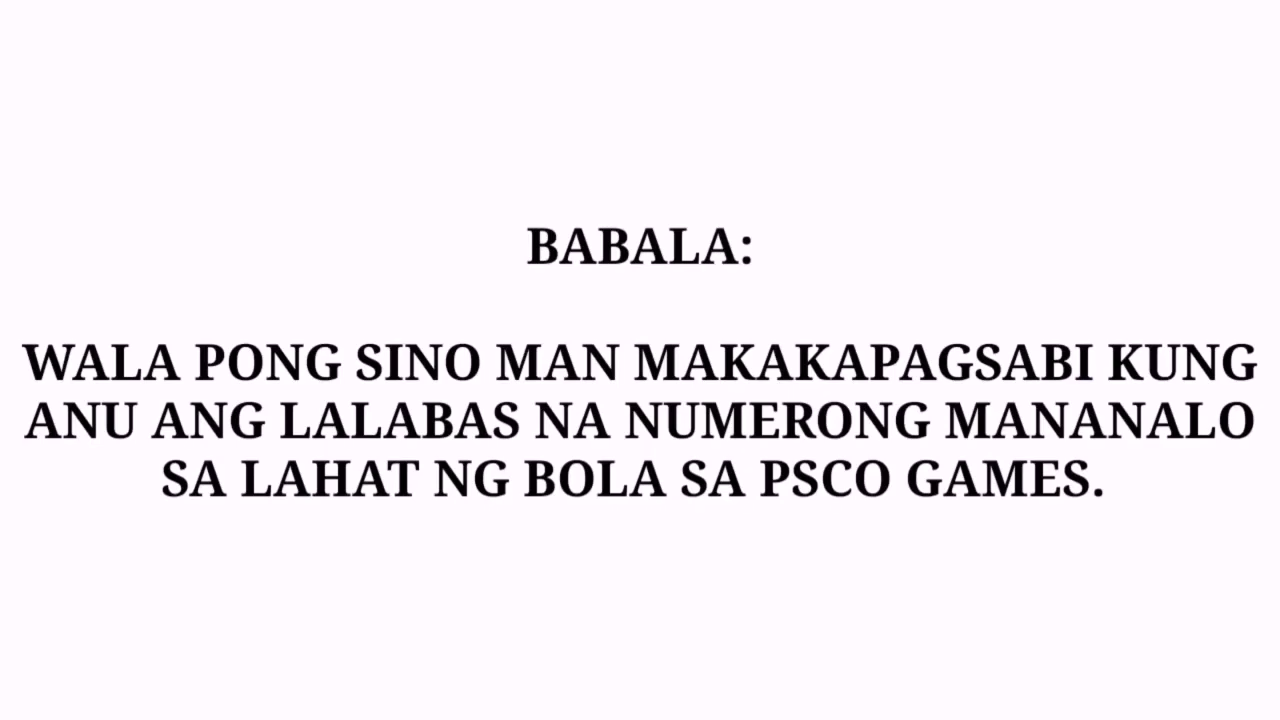 BABALA:
WALA PONG SINO MAN MAKAKAPAGSABI KUNG
ANU ANG LALABAS NA NUMERONG MANANALO
SA LAHAT NG BOLA SA PSCO GAMES.